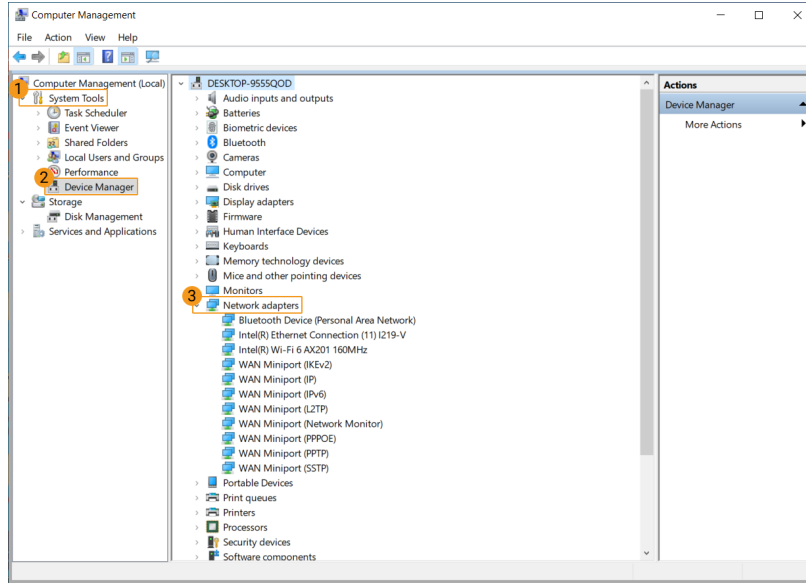 Computer Management
File Action View Help
Computer Management (Local)
1
System Tools
Task Scheduler
Event Viewer
Shared Folders
Local Users and Groups
Performance
2
Device Manager
Storage
Disk Management
Services and Applications
DESKTOP-9555QOD
Audio inputs and outputs
Batteries
Biometric devices
Bluetooth
Cameras
Computer
Disk drives
Display adapters
Firmware
Human Interface Devices
Keyboards
Memory technology devices
Mice and other pointing devices
Monitors
3
Network adapters
Bluetooth Device (Personal Area Network)
Intel(R) Ethernet Connection (11) I219-V
Intel(R) Wi-Fi 6 AX201 160MHz
WAN Miniport (IKEv2)
WAN Miniport (IP)
WAN Miniport (IPv6)
WAN Miniport (L2TP)
WAN Miniport (Network Monitor)
WAN Miniport (PPPOE)
WAN Miniport (PPTP)
WAN Miniport (SSTP)
Portable Devices
Print queues
Printers
Processors
Security devices
Software components
Actions
Device Manager
More Actions